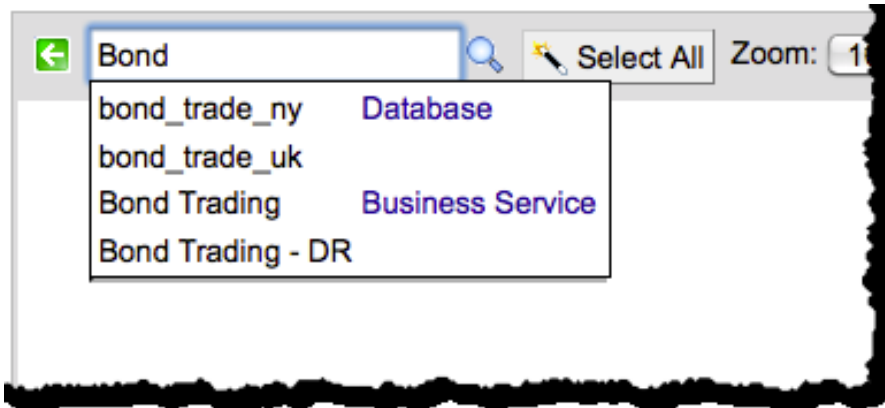 Bond Select All Zoom:
bond_trade_ny Database
bond_trade_uk
Bond Trading Business Service
Bond Trading - DR